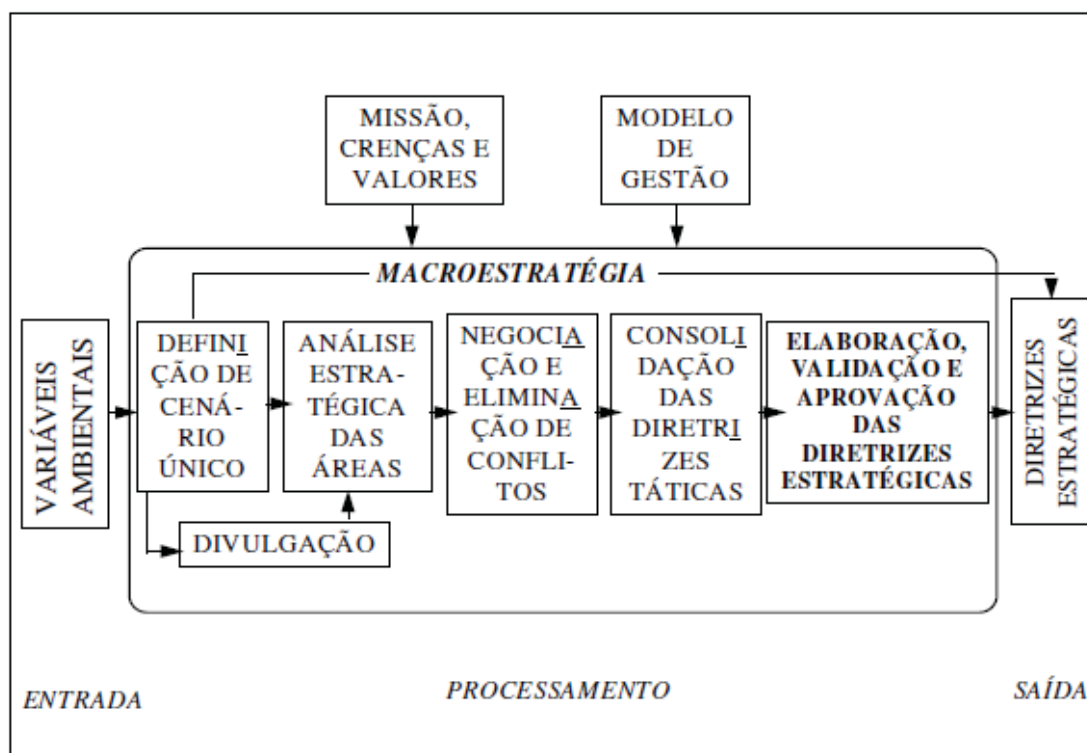 MISSÃO,
CRENÇAS E
VALORES
MODELO
DE
GESTÃO
MACROESTRATÉGIA
VARIÁVEIS
AMBIENTAIS
DEFINI
ÇÃO DE
CENÁ-
RIO
ÚNICO
ANÁLISE
ESTRA-
TÉGICA
DAS
ÁREAS
NEGOCIA
ÇÃO E
ELIMINA
ÇÃO DE
CONFLI-
TOS
CONSOLI
DAÇÃO
DAS
DIRETRI
ZES
TÁTICAS
ELABORAÇÃO,
VALIDAÇÃO E
APROVAÇÃO
DAS
DIRETRIZES
ESTRATÉGICAS
DIRETRIZES
ESTRATÉGICAS
DIVULGAÇÃO
ENTRADA
PROCESSAMENTO
SAÍDA